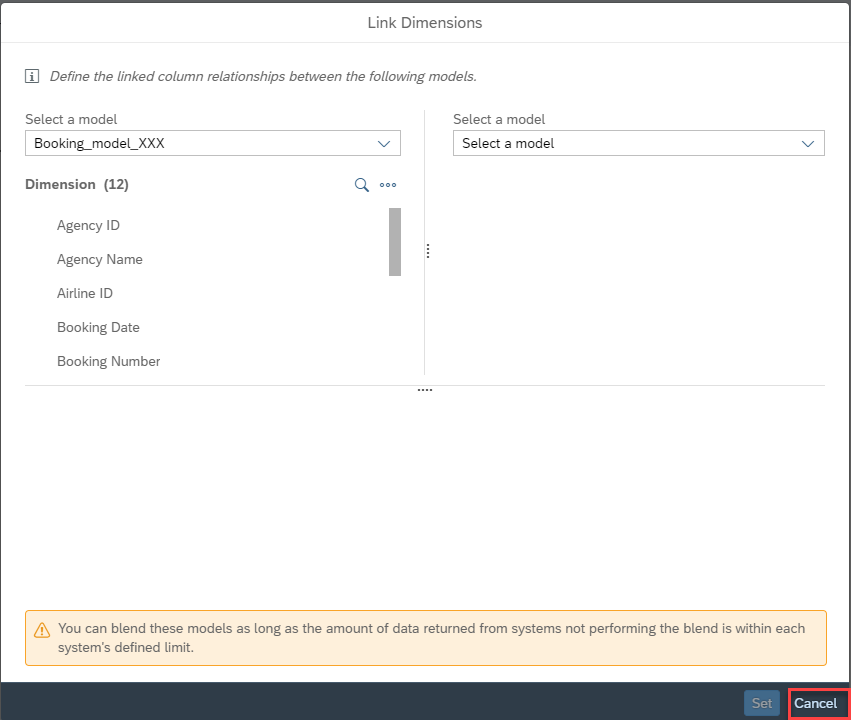 Link Dimensions
Define the linked column relationships between the following models.
Select a model
Booking_model_XXX
Dimension (12)
Agency ID
Agency Name
Airline ID
Booking Date
Booking Number
Select a model
Select a model
You can blend these models as long as the amount of data returned from systems not performing the blend is within each
system's defined limit.
Set
Cancel